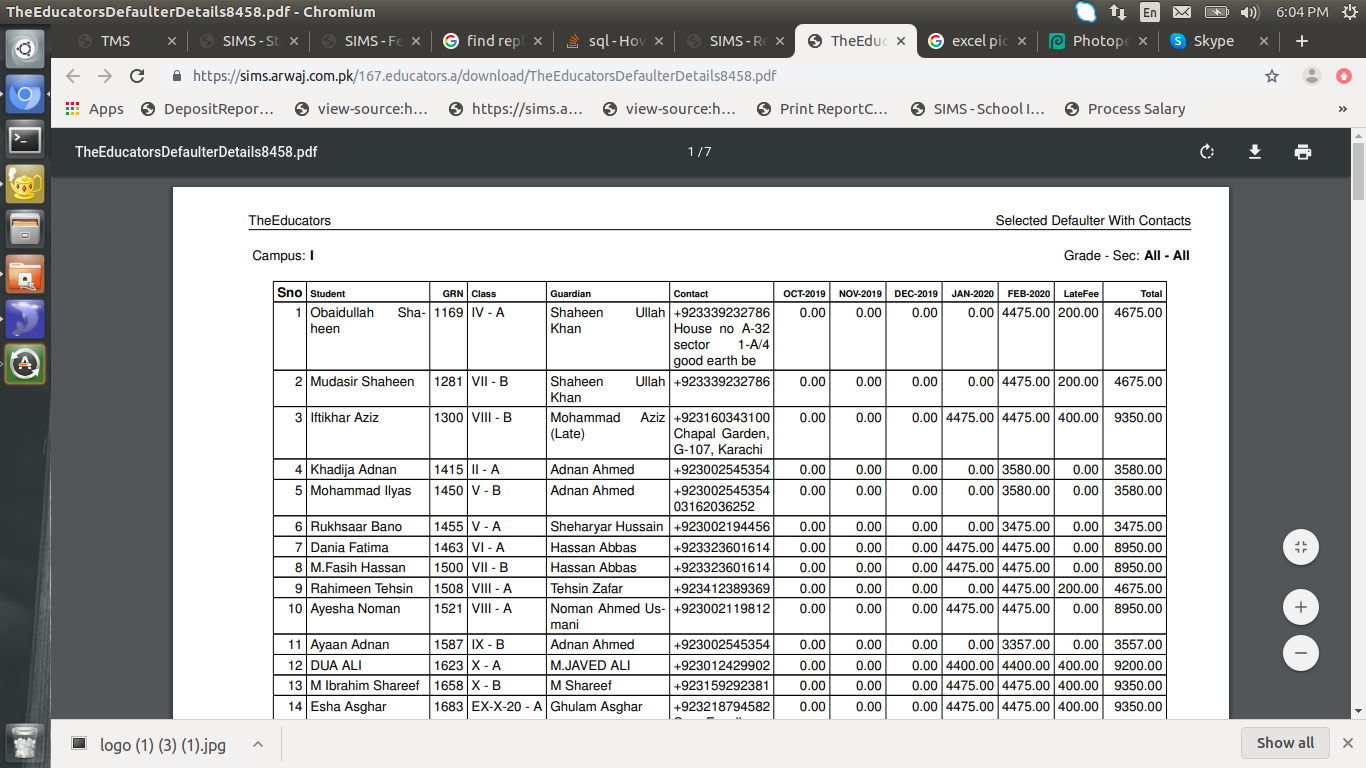 TheEducatorsDefaulterDetails8458.pdf - Chromium
En
6:04 PM
TMS
SIMS - St
SIMS - Fe
find repl
sql - How
SIMS - Re
TheEduc
excel pic
Photope
Skype
https://sims.arwaj.com.pk/167.educators.a/download/TheEducatorsDefaulterDetails8458.pdf
Apps
DepositRepor...
view-source:h...
https://sims.a...
view-source:h...
Print ReportC...
SIMS - School I...
Process Salary
»
TheEducatorsDefaulterDetails8458.pdf
1 / 7
TheEducators Selected Defaulter With Contacts
Campus: I Grade - Sec: All - All
Sno Student GRN Class Guardian Contact OCT-2019 NOV-2019 DEC-2019 JAN-2020 FEB-2020 LateFee Total
1 Obaidullah Sha- 1169 IV - A Shaheen Ullah +923339232786 0.00 0.00 0.00 0.00 4475.00 200.00 4675.00
heen Khan House no A-32
sector 1-A/4
good earth be
2 Mudasir Shaheen 1281 VII - B Shaheen Ullah +923339232786 0.00 0.00 0.00 0.00 4475.00 200.00 4675.00
Khan
3 Iftikhar Aziz 1300 VIII - B Mohammad Aziz +923160343100 0.00 0.00 0.00 4475.00 4475.00 400.00 9350.00
(Late) Chapal Garden,
G-107, Karachi
4 Khadija Adnan 1415 II - A Adnan Ahmed +923002545354 0.00 0.00 0.00 0.00 3580.00 0.00 3580.00
5 Mohammad Ilyas 1450 V - B Adnan Ahmed +923002545354 0.00 0.00 0.00 0.00 3580.00 0.00 3580.00
03162036252
6 Rukhsaar Bano 1455 V - A Sheharyar Hussain +923002194456 0.00 0.00 0.00 0.00 3475.00 0.00 3475.00
7 Dania Fatima 1463 VI - A Hassan Abbas +923323601614 0.00 0.00 0.00 4475.00 4475.00 0.00 8950.00
8 M.Fasih Hassan 1500 VII - B Hassan Abbas +923323601614 0.00 0.00 0.00 4475.00 4475.00 0.00 8950.00
9 Rahimeen Tehsin 1508 VIII - A Tehsin Zafar +923412389369 0.00 0.00 0.00 0.00 4475.00 200.00 4675.00
10 Ayesha Noman 1521 VIII - A Noman Ahmed Us- +923002119812 0.00 0.00 0.00 4475.00 4475.00 0.00 8950.00
mani
11 Ayaan Adnan 1587 IX - B Adnan Ahmed +923002545354 0.00 0.00 0.00 0.00 3357.00 0.00 3557.00
12 DUA ALI 1623 X - A M.JAVED ALI +923012429902 0.00 0.00 0.00 4400.00 4400.00 400.00 9200.00
13 M Ibrahim Shareef 1658 X - B M Shareef +923159292381 0.00 0.00 0.00 4475.00 4475.00 400.00 9350.00
14 Esha Asghar 1683 EX-X-20 - A Ghulam Asghar +923218794582 0.00 0.00 0.00 4475.00 4475.00 400.00 9350.00
logo (1) (3) (1).jpg
Show all